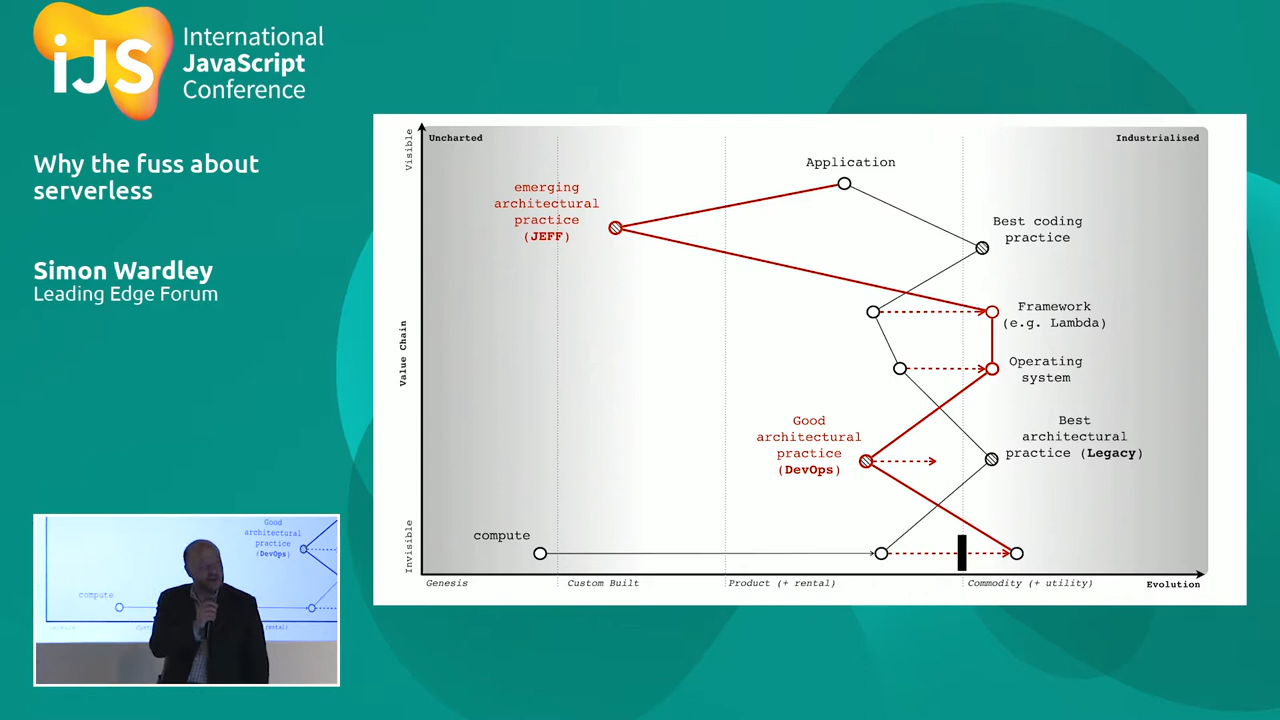 iJS
International
JavaScript
Conference
Why the fuss about
serverless
Simon Wardley
Leading Edge Forum
Visible
Value Chain
Invisible
Uncharted
Industrialised
Application
emerging
architectural
practice
(JEFF)
Best coding
practice
Framework
(e.g. Lambda)
Operating
system
Good
architectural
practice
(DevOps)
Best
architectural
practice (Legacy)
compute
Genesis
Custom Built
Product (+ rental)
Commodity (+ utility)
Evolution
Good
architectural
practice
(DevOps)
compute
rental)